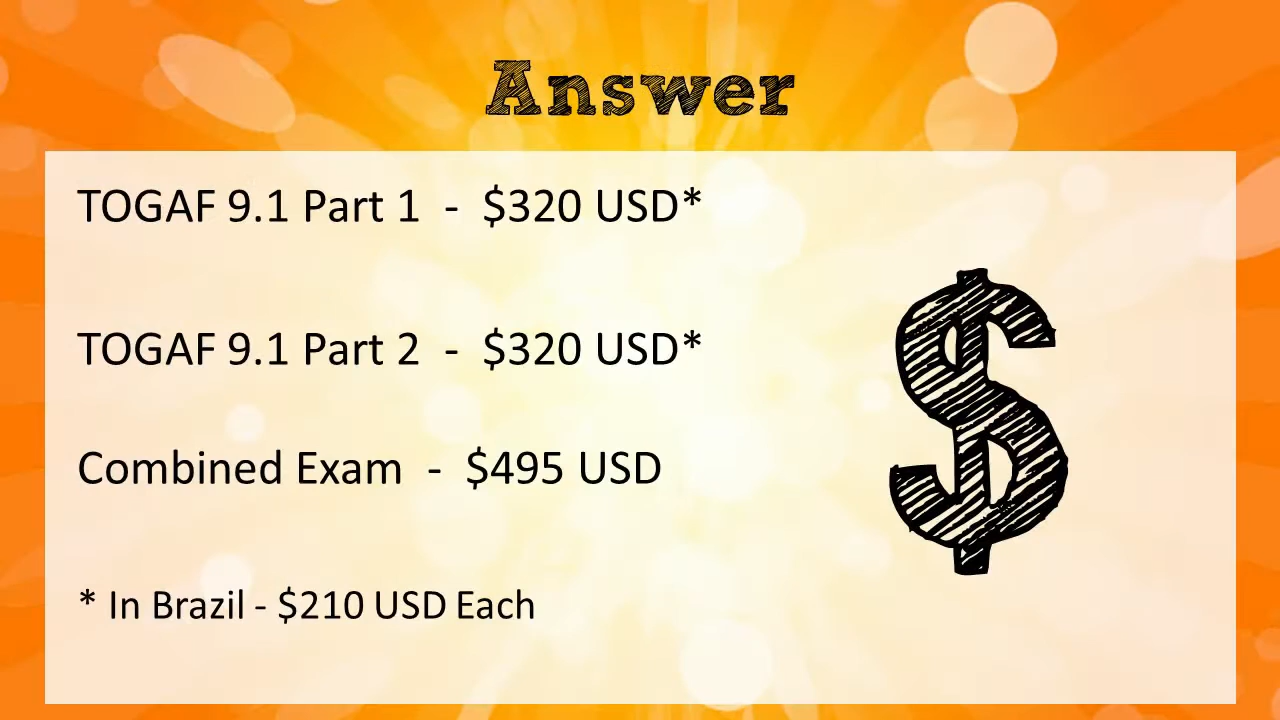 Answer
TOGAF 9.1 Part 1 - $320 USD*
TOGAF 9.1 Part 2 - $320 USD*
Combined Exam - $495 USD
* In Brazil - $210 USD Each
$